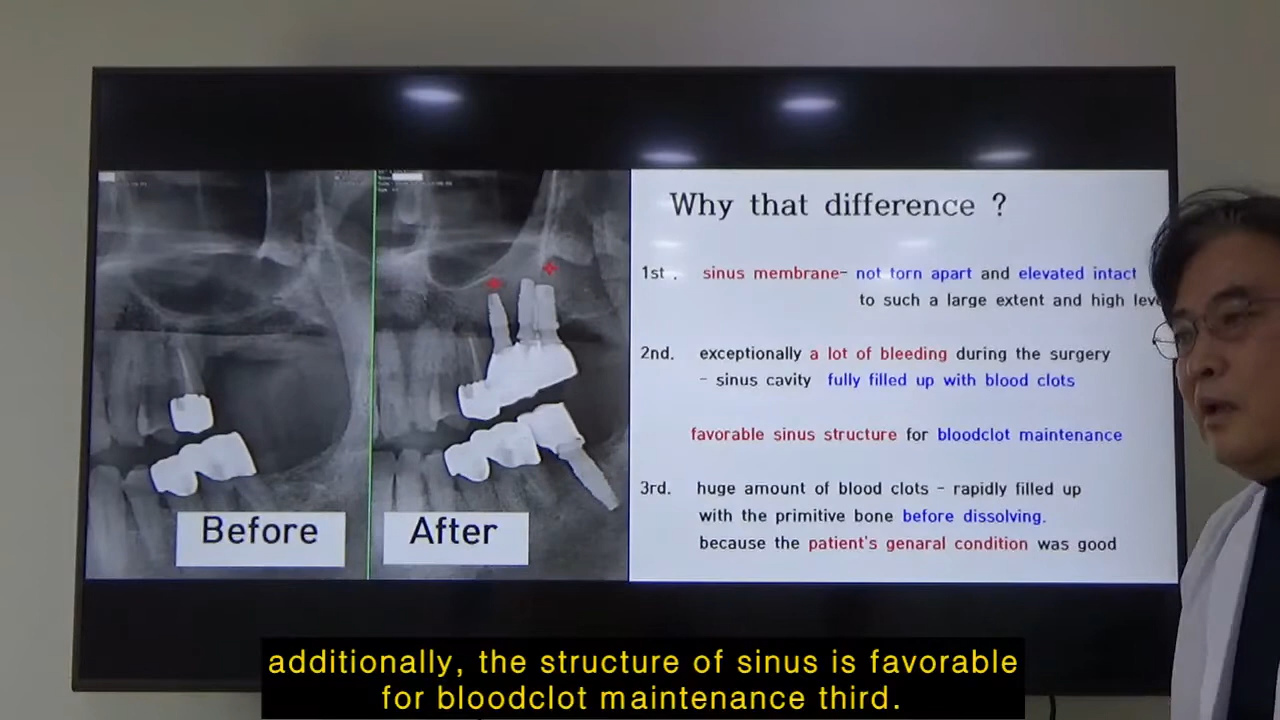 Why that difference ?
1st . sinus membrane- not torn apart and elevated intact
to such a large extent and high
2nd. exceptionally a lot of bleeding during the surgery
- sinus cavity fully filled up with blood clots
favorable sinus structure for bloodclot maintenance
3rd. huge amount of blood clots - rapidly filled up
with the primitive bone before dissolving.
because the patient's genaral condition was good
Before
After
additionally, the structure of sinus is favorable
for bloodclot maintenance third.